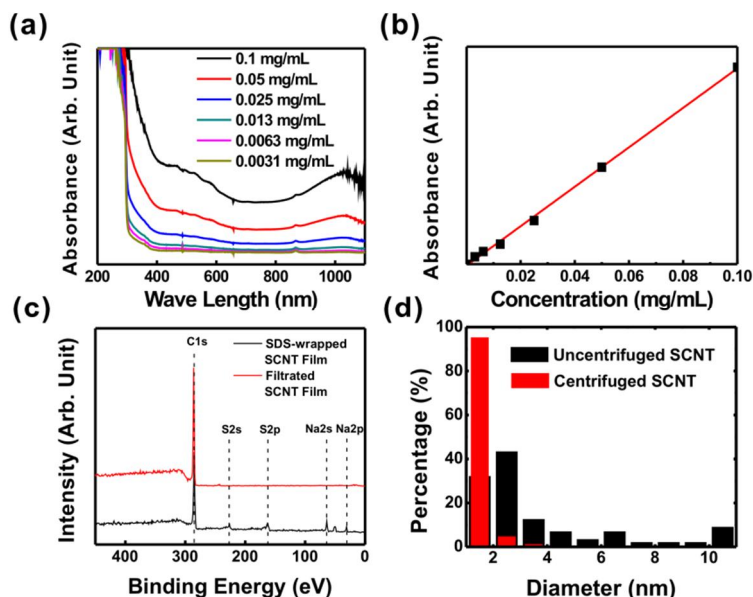 (a)
Absorbance (Arb. Unit)
0.1 mg/mL
0.05 mg/mL
0.025 mg/mL
0.013 mg/mL
0.0063 mg/mL
0.0031 mg/mL
200 400 600 800 1000
Wave Length (nm)
(b)
Absorbance (Arb. Unit)
0.02 0.04 0.06 0.08 0.10
Concentration (mg/mL)
(c)
Intensity (Arb. Unit)
C1s
SDS-wrapped
SCNT Film
Filtrated
SCNT Film
S2s S2p Na2s Na2p
450 300 150 0
Binding Energy (eV)
(d)
Percentage (%)
100
80
60
40
20
0
Uncentrifuged SCNT
Centrifuged SCNT
2 4 6 8 10
Diameter (nm)